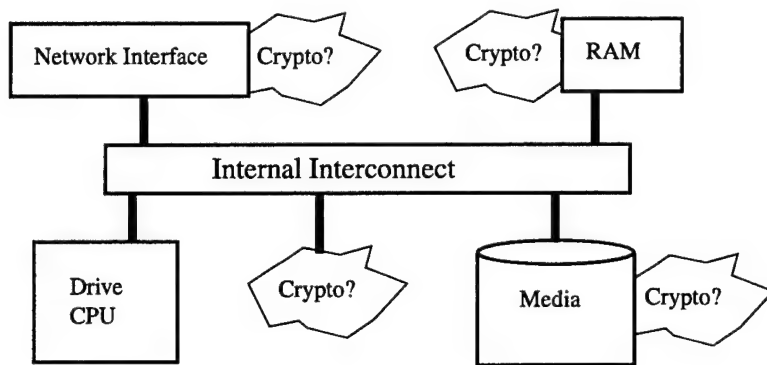 Network Interface
Crypto?
Crypto?
RAM
Internal Interconnect
Drive
CPU
Crypto?
Media
Crypto?